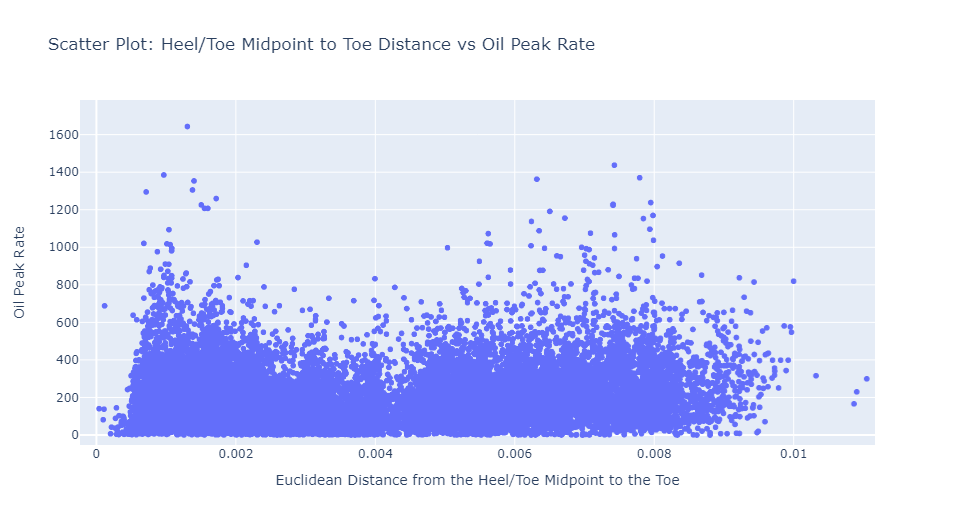 Scatter Plot: Heel/Toe Midpoint to Toe Distance vs Oil Peak Rate
1600
1400
1200
1000
800
600
400
200
0
Oil Peak Rate
0 0.002 0.004 0.006 0.008 0.01
Euclidean Distance from the Heel/Toe Midpoint to the Toe